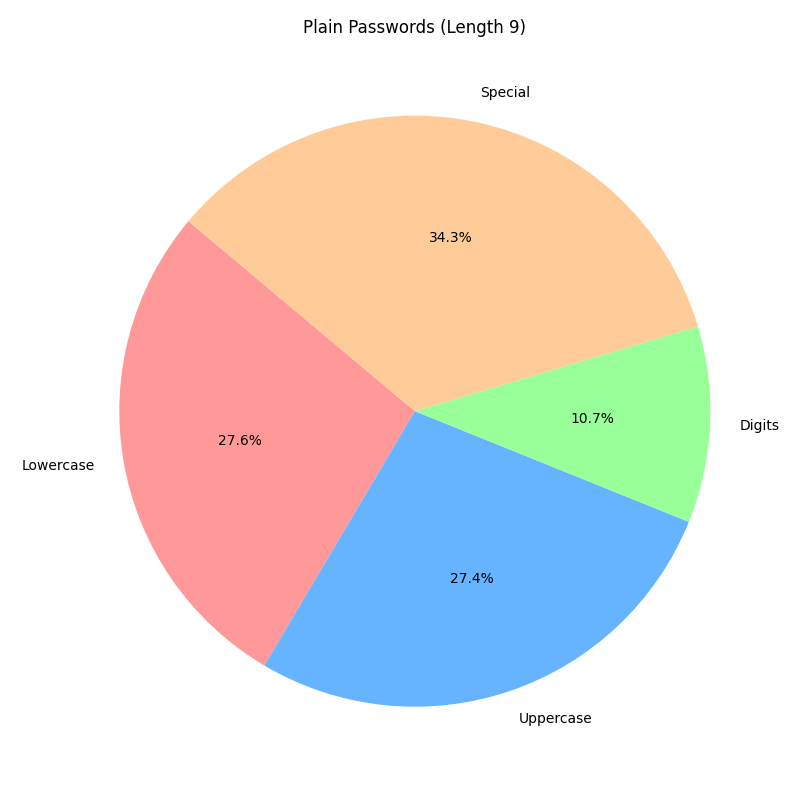 Plain Passwords (Length 9)
Special
34.3%
10.7%
Digits
27.6%
Lowercase
27.4%
Uppercase